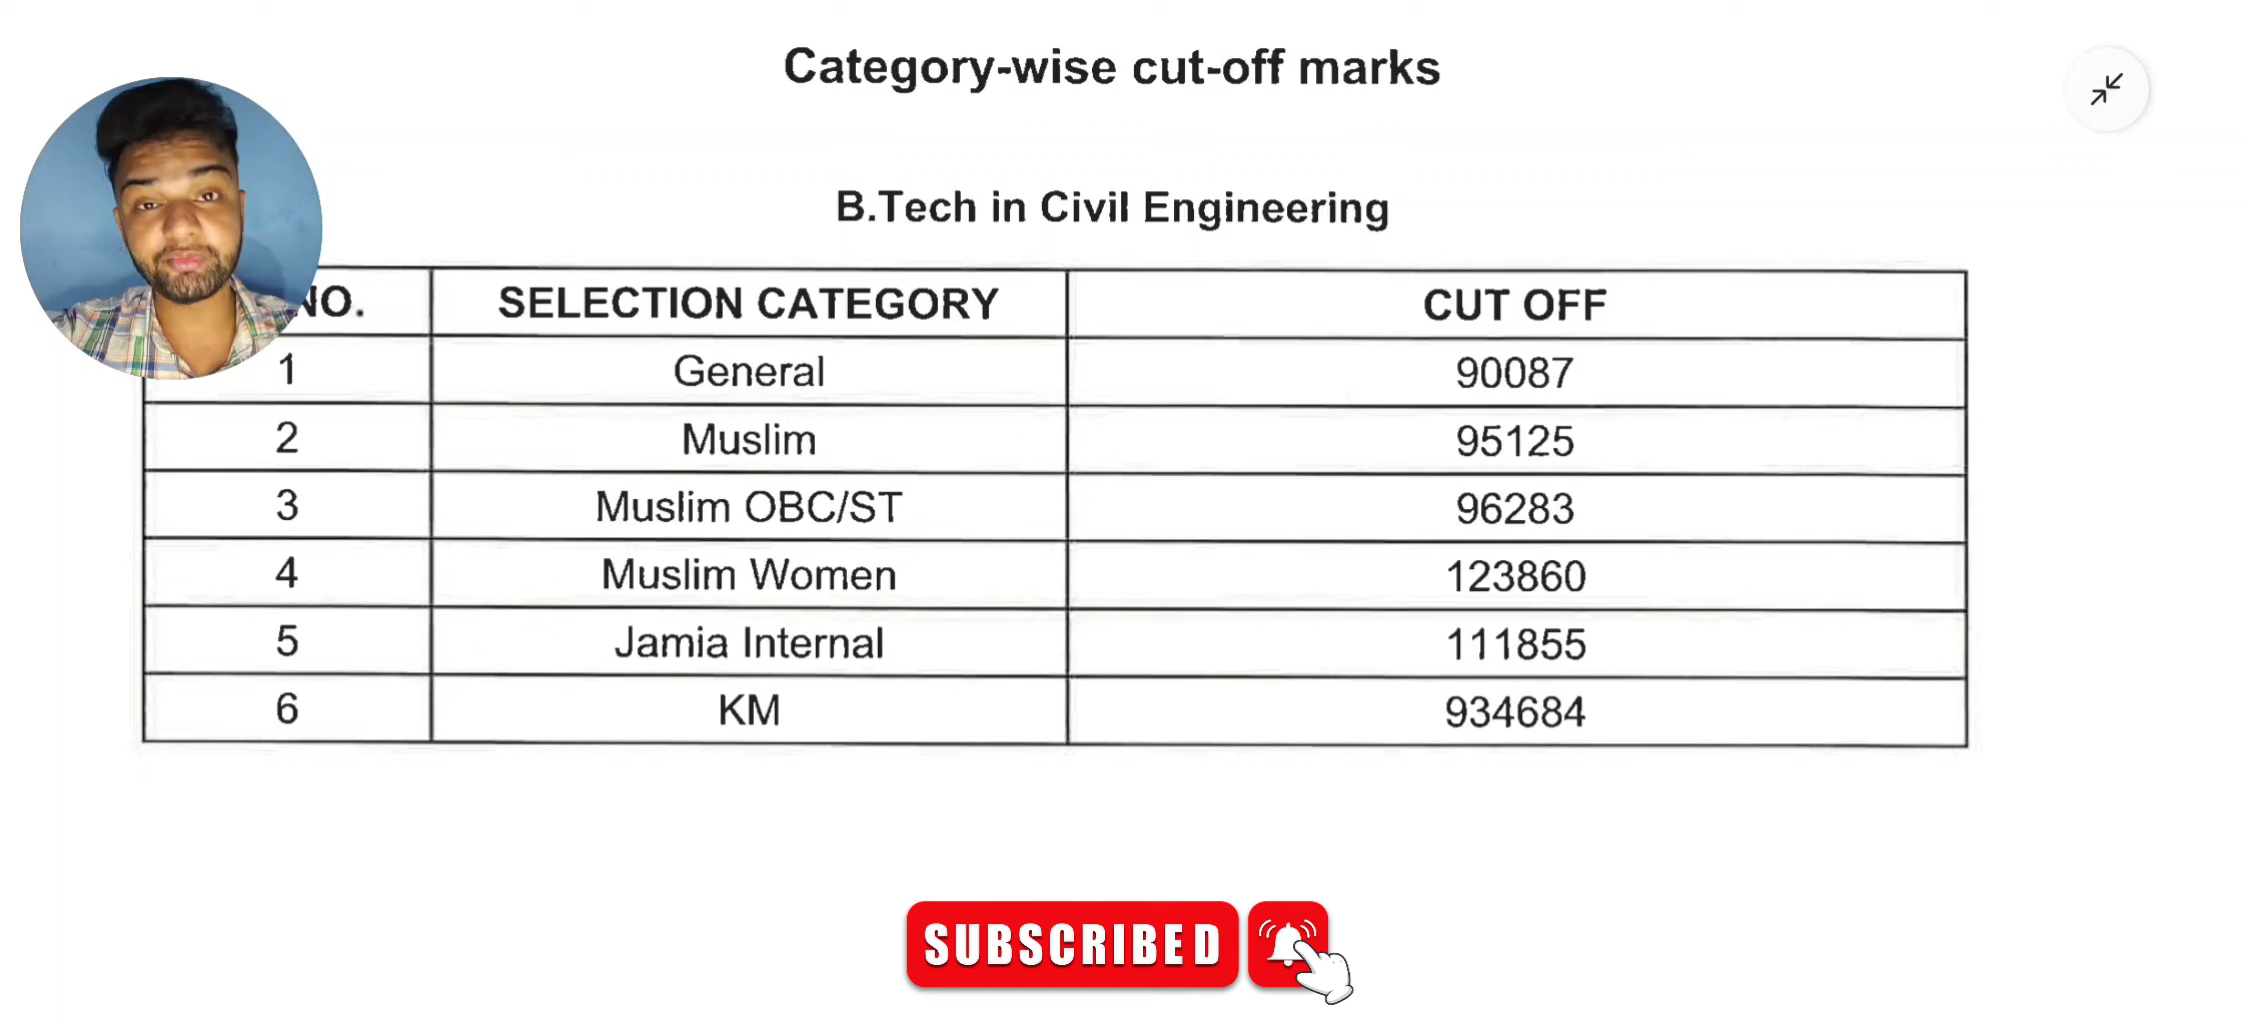 Category-wise cut-off marks
B.Tech in Civil Engineering
NO. SELECTION CATEGORY CUT OFF
1 General 90087
2 Muslim 95125
3 Muslim OBC/ST 96283
4 Muslim Women 123860
5 Jamia Internal 111855
6 KM 934684
SUBSCRIBED